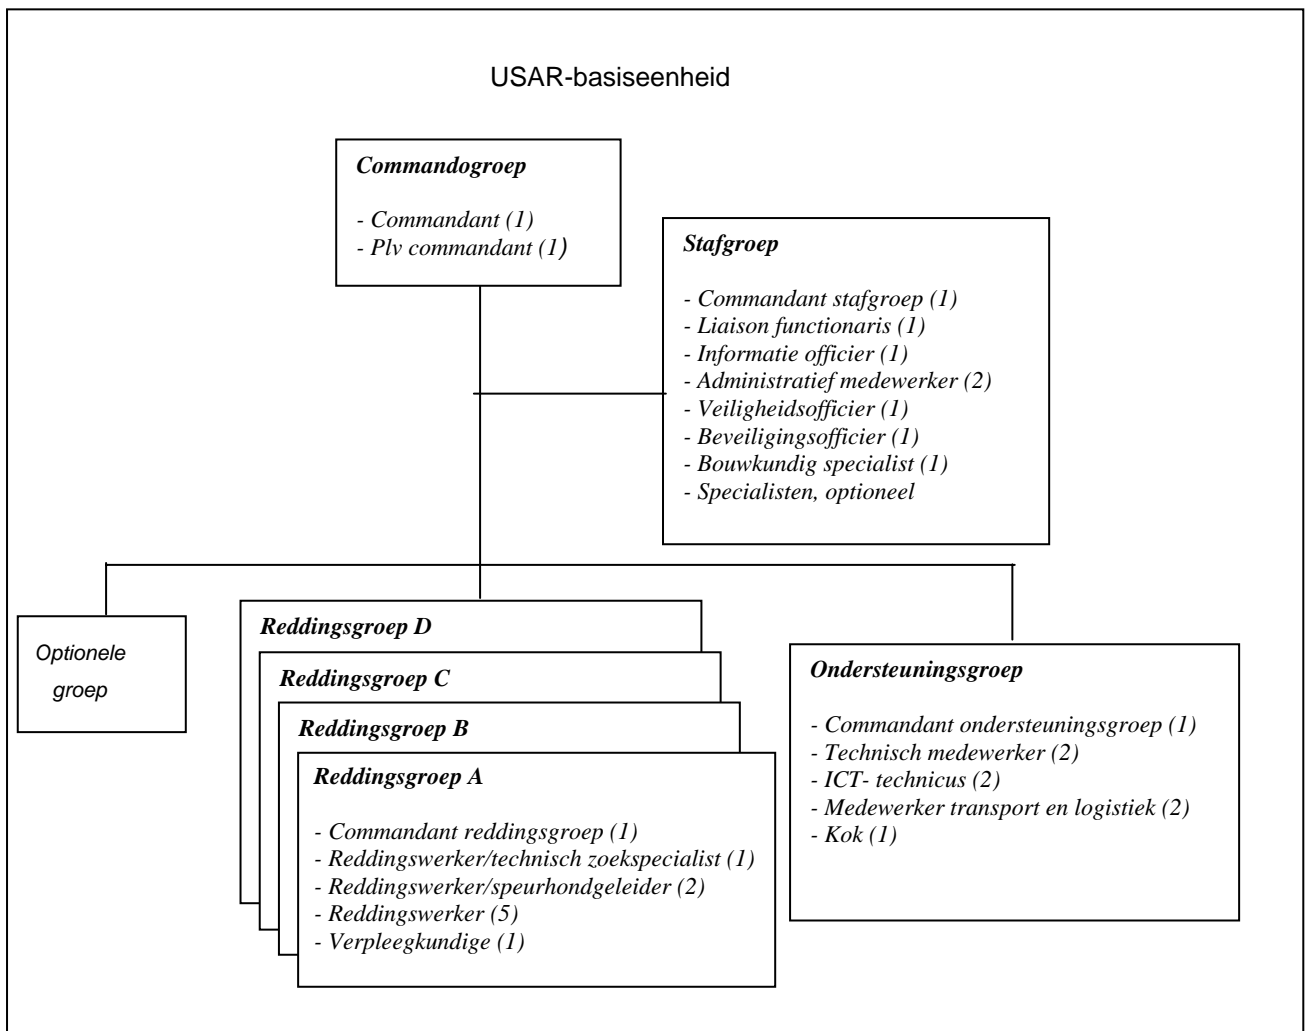 USAR-basiseenheid
Commandogroep
- Commandant (1)
- Plv commandant (1)
Stafgroep
- Commandant stafgroep (1)
- Liaison functionaris (1)
- Informatie officier (1)
- Administratief medewerker (2)
- Veiligheidsofficier (1)
- Beveiligingsofficier (1)
- Bouwkundig specialist (1)
- Specialisten, optioneel
Optionele
groep
Reddingsgroep D
Reddingsgroep C
Reddingsgroep B
Reddingsgroep A
- Commandant reddingsgroep (1)
- Reddingswerker/technisch zoekspecialist (1)
- Reddingswerker/speurhondgeleider (2)
- Reddingswerker (5)
- Verpleegkundige (1)
Ondersteuningsgroep
- Commandant ondersteuningsgroep (1)
- Technisch medewerker (2)
- ICT- technicus (2)
- Medewerker transport en logistiek (2)
- Kok (1)